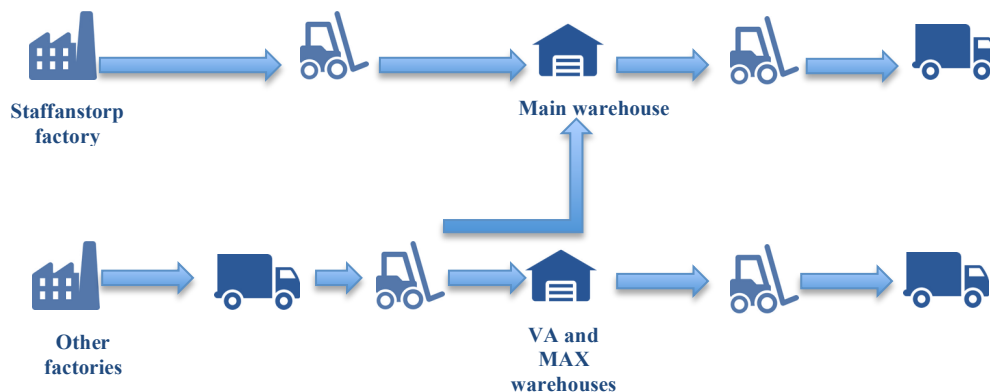 Staffanstorp
factory
Main warehouse
Other
factories
VA and
MAX
warehouses